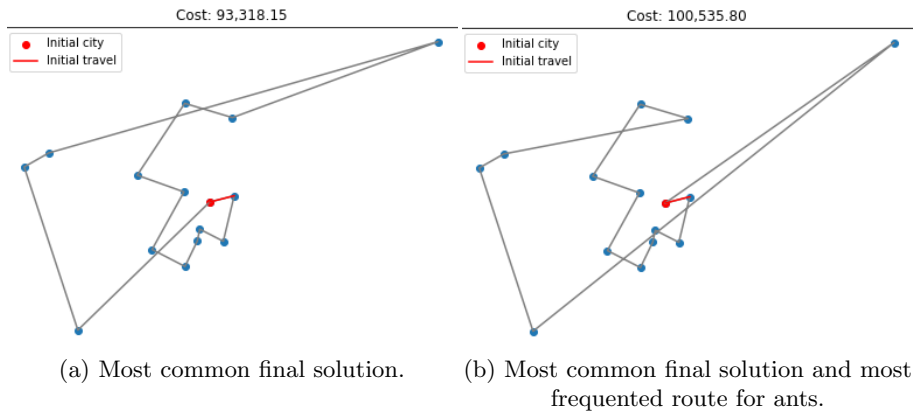 Cost: 93,318.15
Initial city
Initial travel
(a) Most common final solution.
Cost: 100,535.80
Initial city
Initial travel
(b) Most common final solution and most
frequented route for ants.